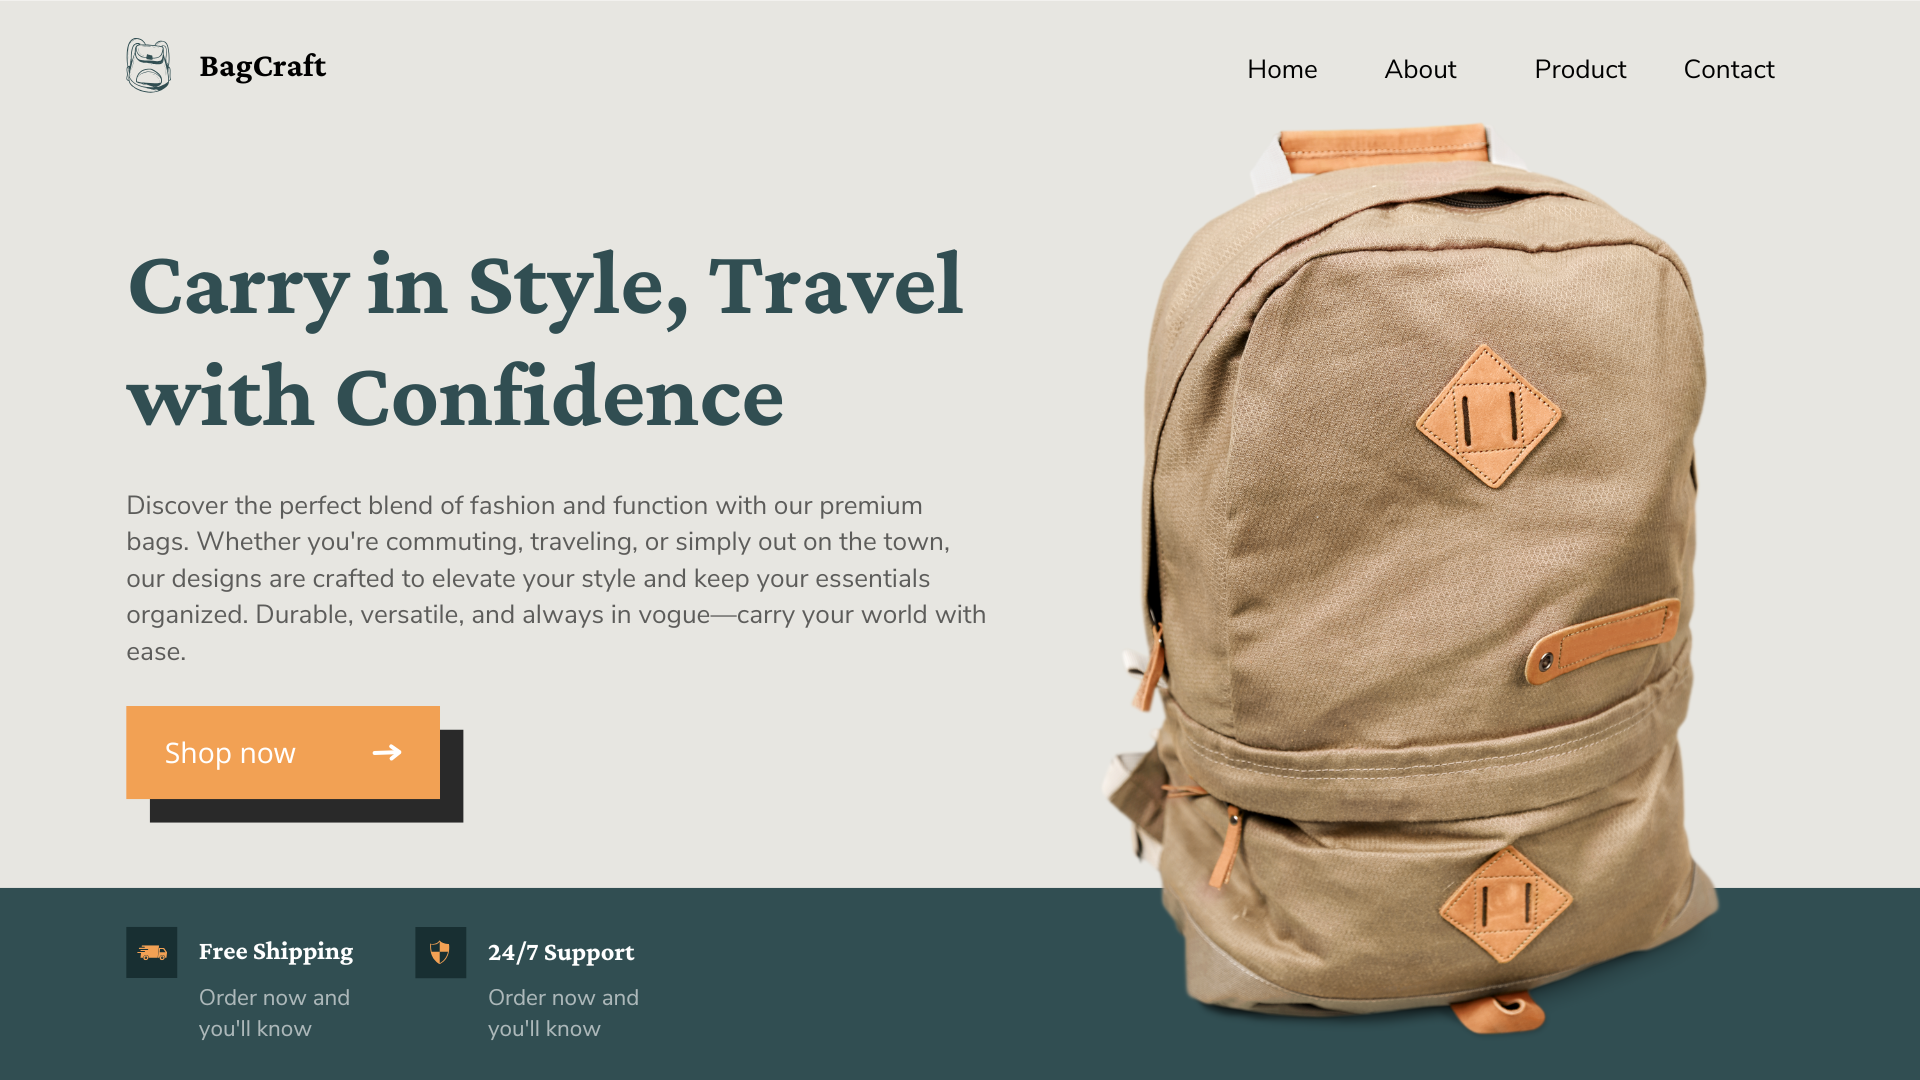 BagCraft
Home About Product Contact
Carry in Style, Travel
with Confidence
Discover the perfect blend of fashion and function with our premium
bags. Whether you're commuting, traveling, or simply out on the town,
our designs are crafted to elevate your style and keep your essentials
organized. Durable, versatile, and always in vogue—carry your world with
ease.
Shop now
Free Shipping
Order now and
you'll know
24/7 Support
Order now and
you'll know